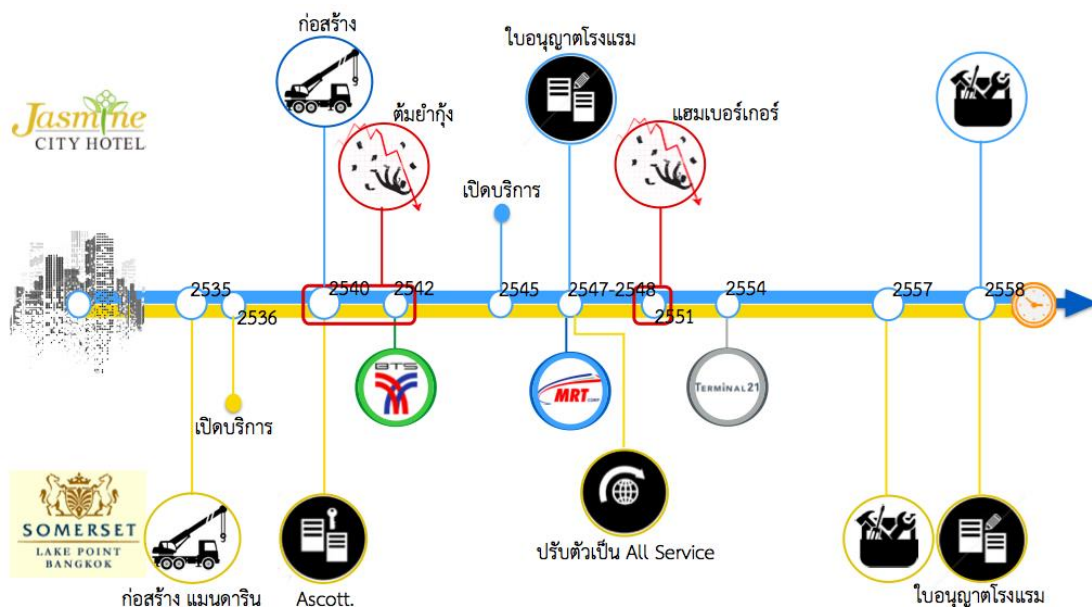 ก่อสร้าง
ใบอนุญาตโรงแรม
ต้มยำกุ้ง
แฮมเบอร์เกอร์
Jasmine
CITY HOTEL
เปิดบริการ
2535
2540
2542
2545
2547-2548
2554
2557
2558
2536
2551
BTS
MRT CORP
TERMINAL 21
เปิดบริการ
SOMERSET
LAKE POINT
BANGKOK
ปรับตัวเป็น All Service
ก่อสร้าง แมนดาริน
Ascott.
ใบอนุญาตโรงแรม